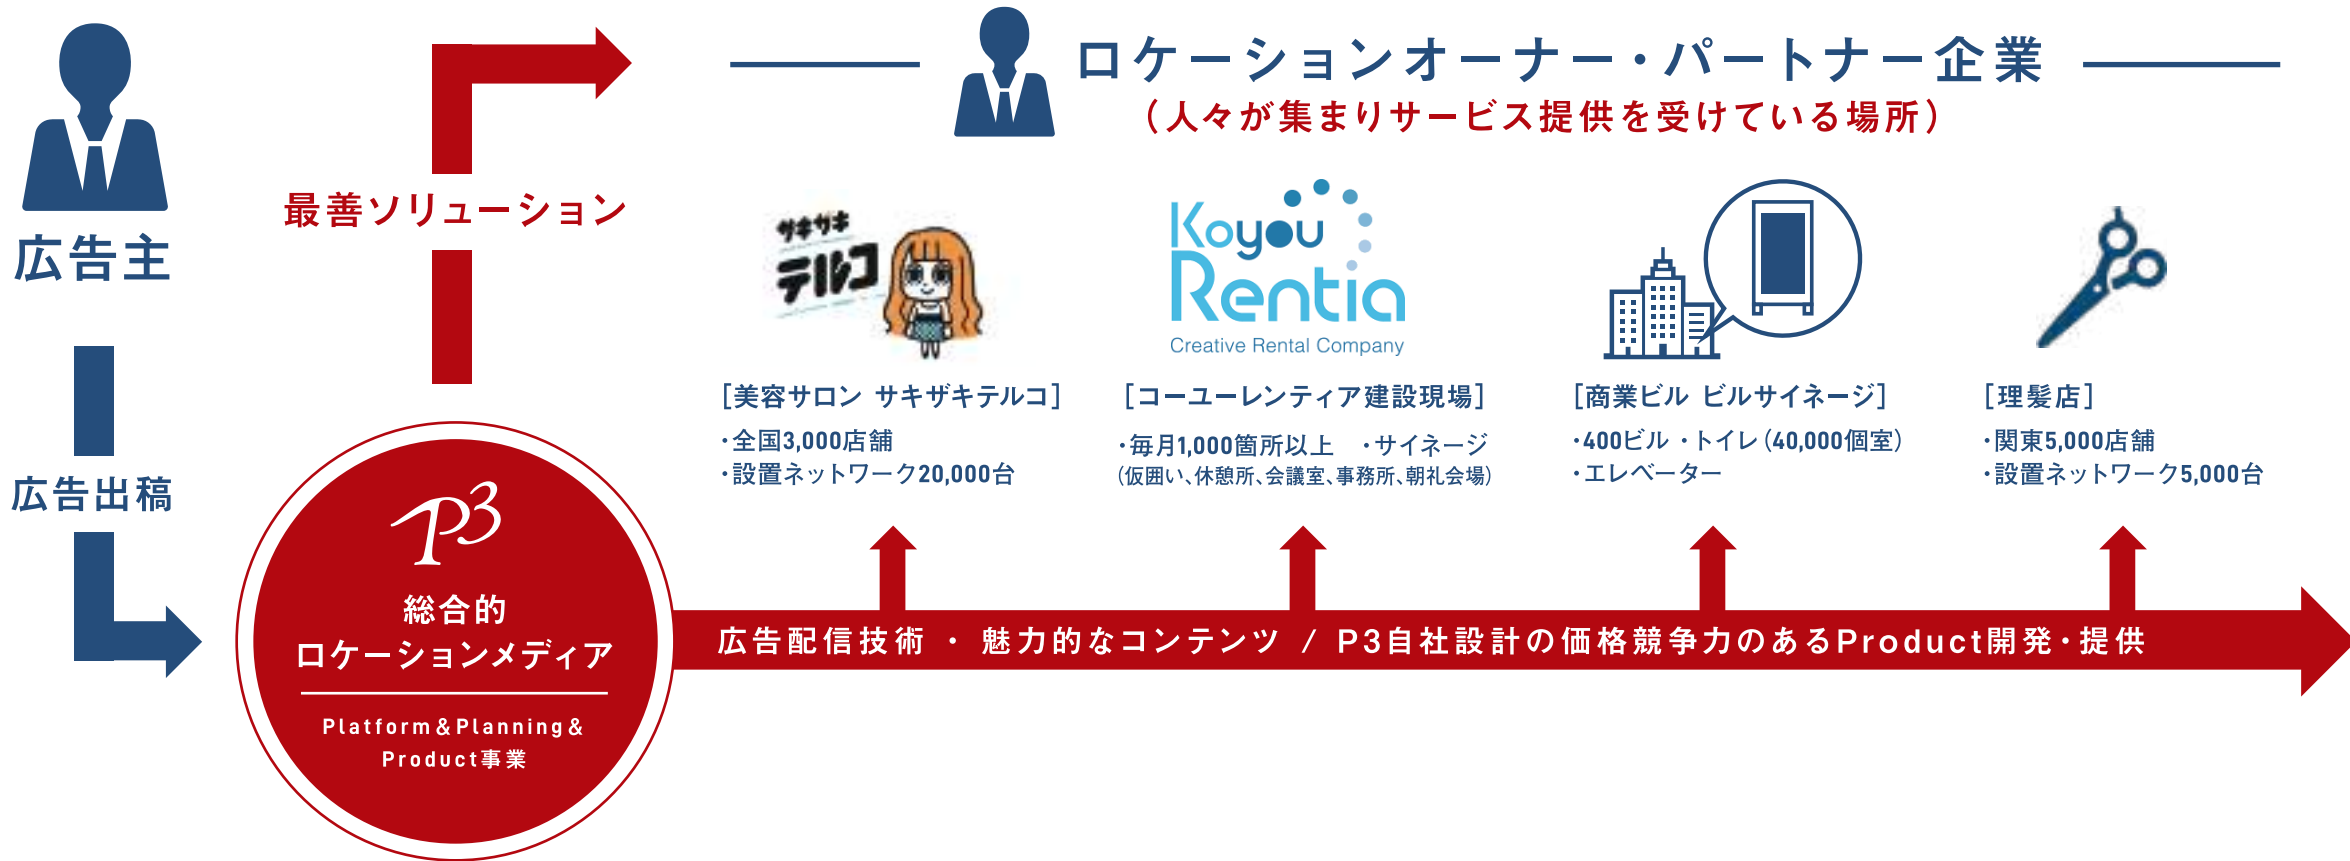 広告主
広告出稿
最善ソリューション
ロケーションオーナー・パートナー企業
（人々が集まりサービス提供を受けている場所）
サキザキ
テルコ
Koyou
Rentia
Creative Rental Company
［美容サロン サキザキテルコ］
・全国3,000店舗
・設置ネットワーク20,000台
［コーユーレンティア建設現場］
・毎月1,000箇所以上　・サイネージ
（仮囲い、休憩所、会議室、事務所、朝礼会場）
［商業ビル ビルサイネージ］
・400ビル ・トイレ（40,000個室）
・エレベーター
［理髪店］
・関東5,000店舗
・設置ネットワーク5,000台
P3
総合的
ロケーションメディア
Platform＆Planning＆
Product事業
広告配信技術 ・ 魅力的なコンテンツ / P3自社設計の価格競争力のあるProduct開発・提供